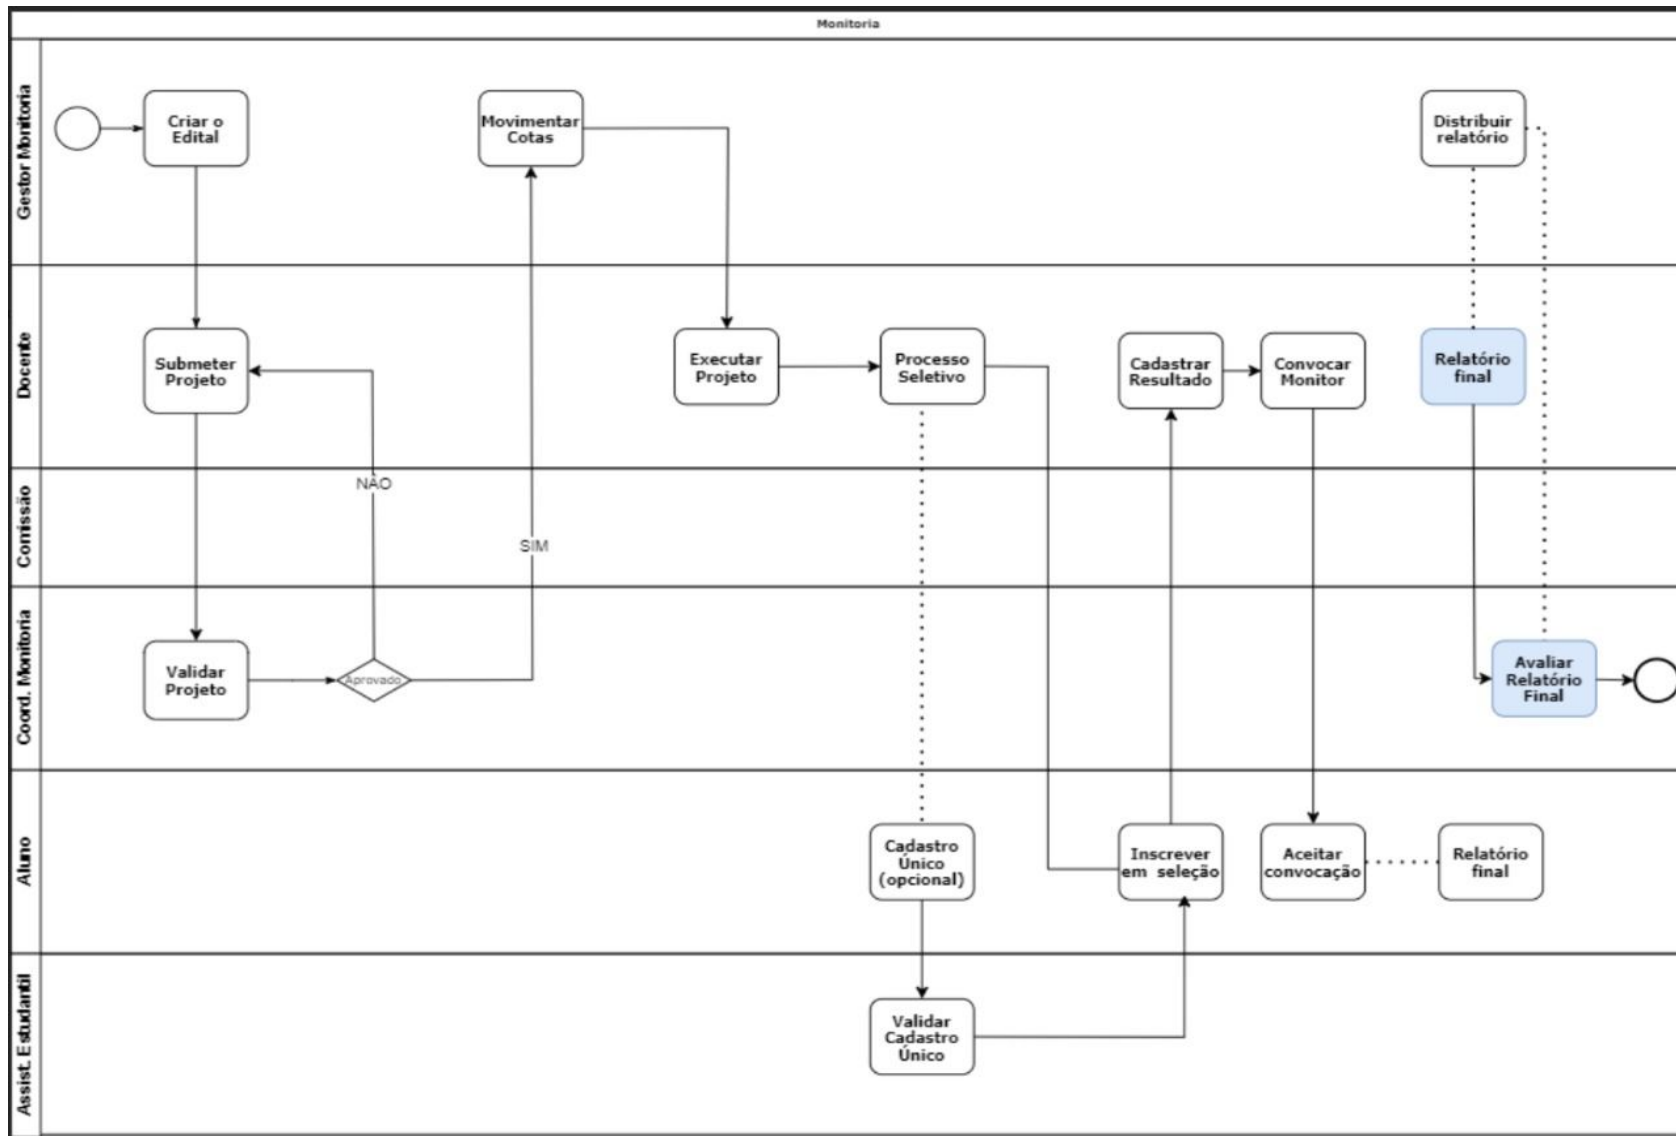 Monitoria
Gestor Monitoria
Criar o
Edital
Movimentar
Cotas
Distribuir
relatório
Docente
Submeter
Projeto
Executar
Projeto
Processo
Seletivo
Cadastrar
Resultado
Convocar
Monitor
Relatório
final
Comissão
NÃO
SIM
Coord. Monitoria
Validar
Projeto
Aprovado
Avaliar
Relatório
Final
Aluno
Cadastro
Único
(opcional)
Inscrever
em seleção
Aceitar
convocação
Relatório
final
Assist. Estudantil
Validar
Cadastro
Único